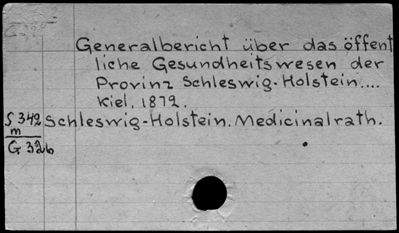 Generalbericht über das öffent
liche Gesundheitswesen der
Provinz Schleswig-Holstein....
Kiel, 1872.
S 342 Schleswig-Holstein. Medicinalrath.
m
G 32b